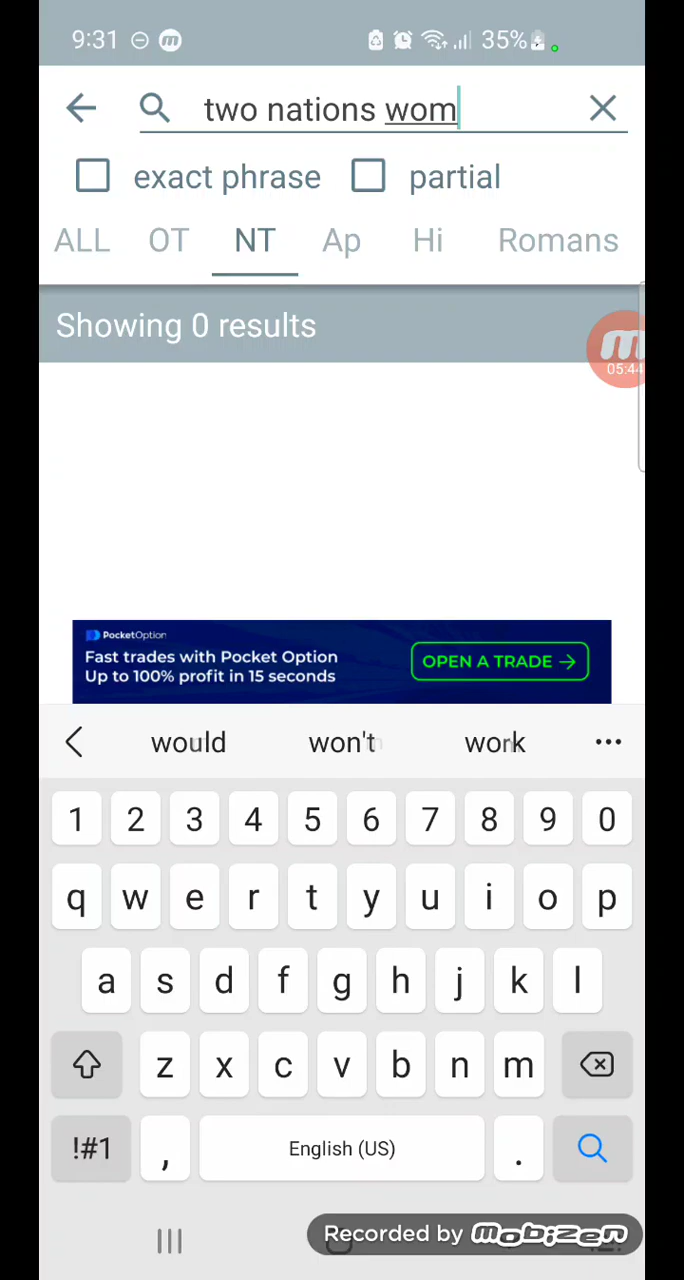 9:31 35%
two nations wom
exact phrase partial
ALL OT NT Ap Hi Romans
Showing 0 results
05:44
PocketOption
Fast trades with Pocket Option
Up to 100% profit in 15 seconds
OPEN A TRADE →
would won't work
1 2 3 4 5 6 7 8 9 0
q w e r t y u i o p
a s d f g h j k l
z x c v b n m
!#1 , English (US) .
Recorded by mobizen